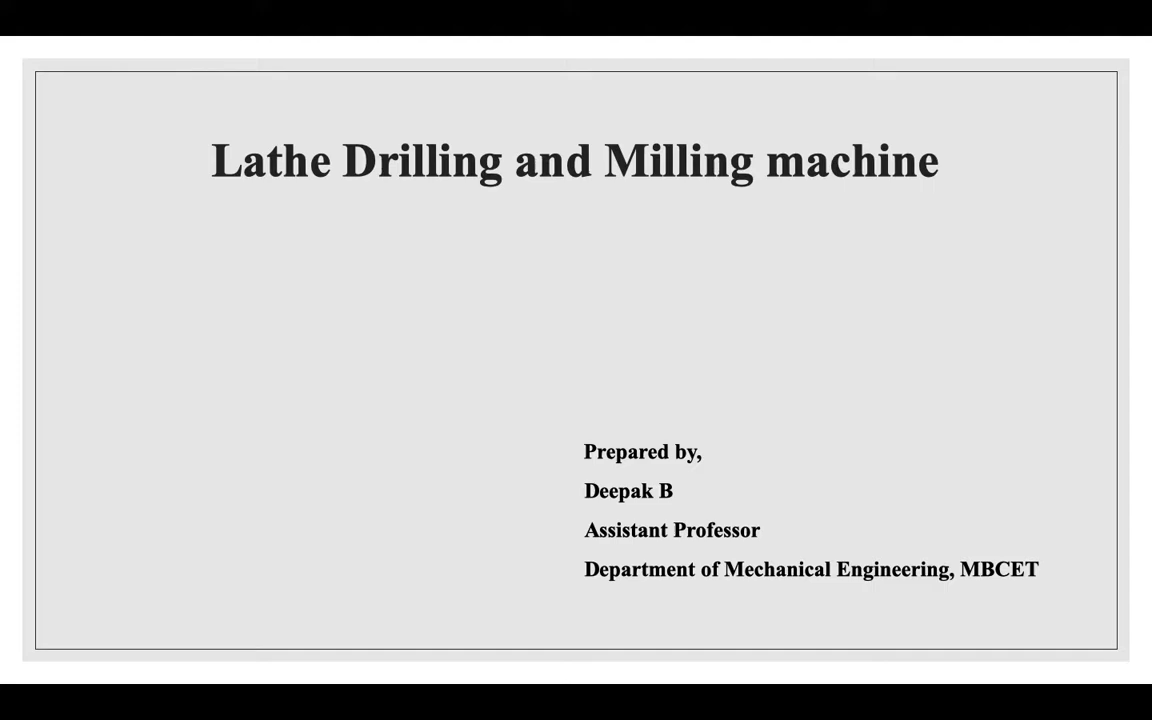 Lathe Drilling and Milling machine
Prepared by,
Deepak B
Assistant Professor
Department of Mechanical Engineering, MBCET